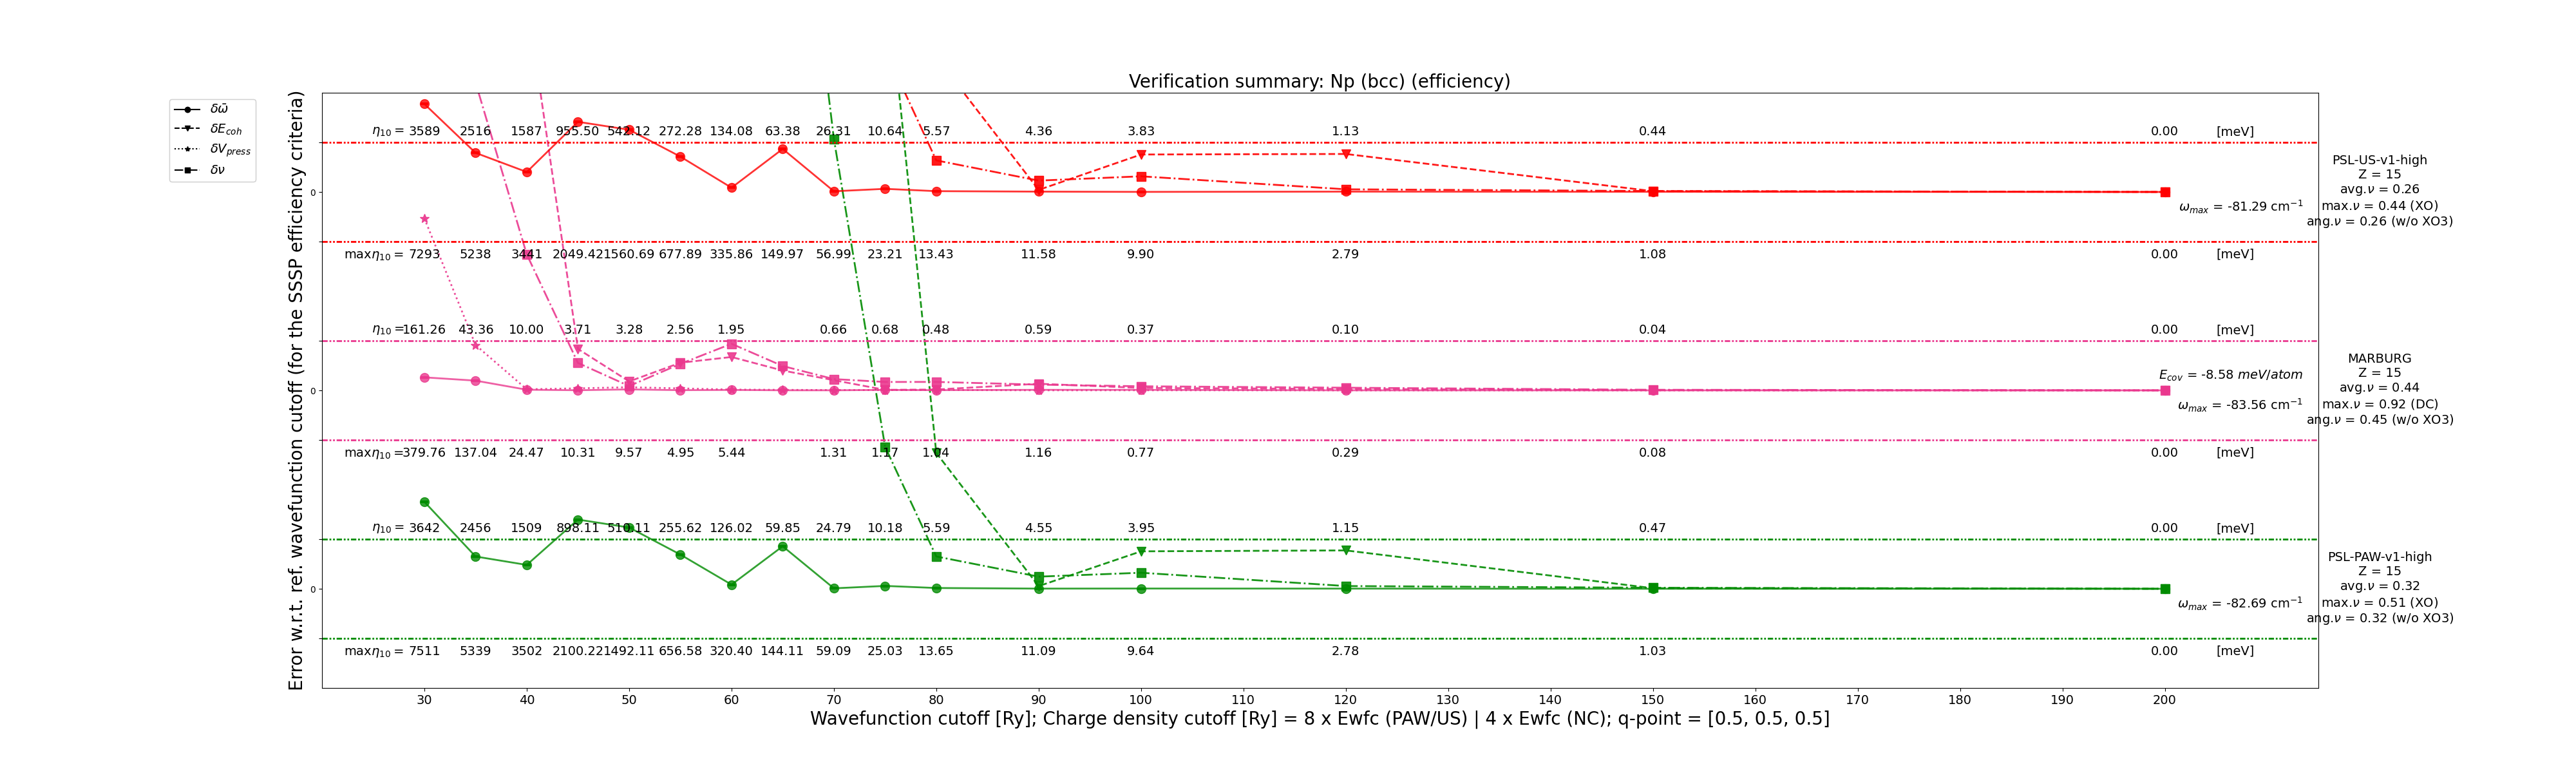 Verification summary: Np (bcc) (efficiency)
δω̄
δE_coh
δV_press
δν
Error w.r.t. ref. wavefunction cutoff (for the SSSP efficiency criteria)
η₁₀ = 3589 2516 1587 955.50 542.12 272.28 134.08 63.38 26.31 10.64 5.57 4.36 3.83 1.13 0.44 0.00 [meV]
0
PSL-US-v1-high
Z = 15
avg.ν = 0.26
max.ν = 0.44 (XO)
ang.ν = 0.26 (w/o XO3)
ω_max = -81.29 cm⁻¹
maxη₁₀ = 7293 5238 3441 2049.42 1560.69 677.89 335.86 149.97 56.99 23.21 13.43 11.58 9.90 2.79 1.08 0.00 [meV]
η₁₀ = 161.26 43.36 10.00 3.71 3.28 2.56 1.95 0.66 0.68 0.48 0.59 0.37 0.10 0.04 0.00 [meV]
0
MARBURG
Z = 15
avg.ν = 0.44
max.ν = 0.92 (DC)
ang.ν = 0.45 (w/o XO3)
E_cov = -8.58 meV/atom
ω_max = -83.56 cm⁻¹
maxη₁₀ = 379.76 137.04 24.47 10.31 9.57 4.95 5.44 1.31 1.17 1.04 1.16 0.77 0.29 0.08 0.00 [meV]
η₁₀ = 3642 2456 1509 898.11 510.11 255.62 126.02 59.85 24.79 10.18 5.59 4.55 3.95 1.15 0.47 0.00 [meV]
0
PSL-PAW-v1-high
Z = 15
avg.ν = 0.32
max.ν = 0.51 (XO)
ang.ν = 0.32 (w/o XO3)
ω_max = -82.69 cm⁻¹
maxη₁₀ = 7511 5339 3502 2100.22 1492.11 656.58 320.40 144.11 59.09 25.03 13.65 11.09 9.64 2.78 1.03 0.00 [meV]
30 40 50 60 70 80 90 100 110 120 130 140 150 160 170 180 190 200
Wavefunction cutoff [Ry]; Charge density cutoff [Ry] = 8 x Ewfc (PAW/US) | 4 x Ewfc (NC); q-point = [0.5, 0.5, 0.5]